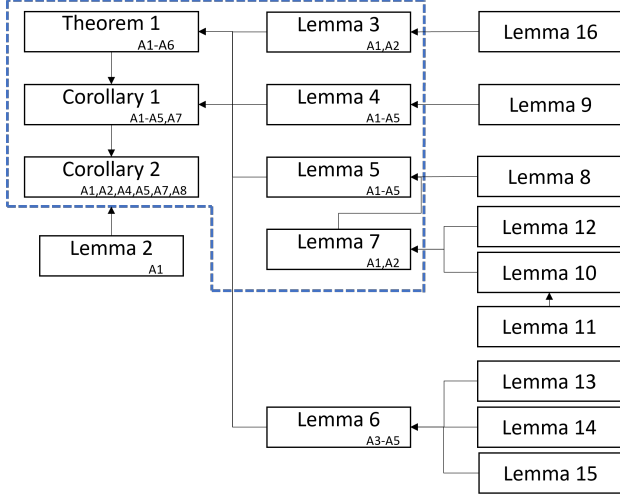 Theorem 1
A1-A6
Lemma 3
A1,A2
Lemma 16
Corollary 1
A1-A5,A7
Lemma 4
A1-A5
Lemma 9
Corollary 2
A1,A2,A4,A5,A7,A8
Lemma 5
A1-A5
Lemma 8
Lemma 2
A1
Lemma 7
A1,A2
Lemma 12
Lemma 10
Lemma 11
Lemma 13
Lemma 6
A3-A5
Lemma 14
Lemma 15